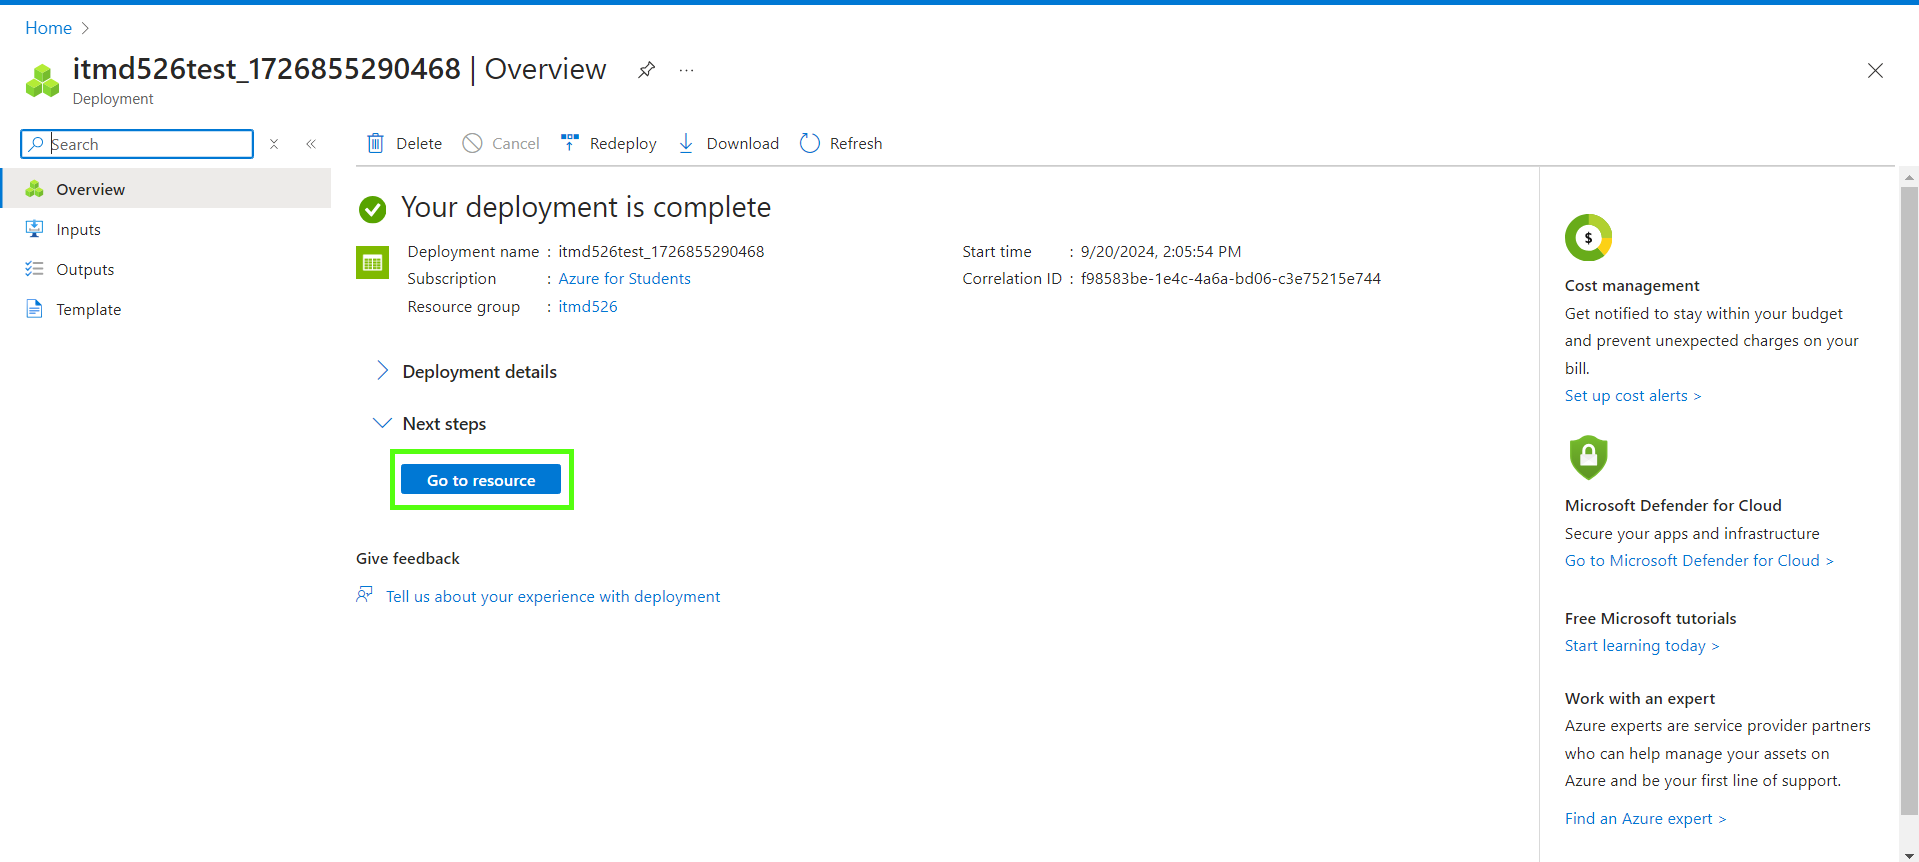 Home
itmd526test_1726855290468 | Overview
Deployment
Search
Delete Cancel Redeploy Download Refresh
Overview
Inputs
Outputs
Template
Your deployment is complete
Deployment name : itmd526test_1726855290468
Subscription : Azure for Students
Resource group : itmd526
Start time : 9/20/2024, 2:05:54 PM
Correlation ID : f98583be-1e4c-4a6a-bd06-c3e75215e744
Deployment details
Next steps
Go to resource
Give feedback
Tell us about your experience with deployment
$
Cost management
Get notified to stay within your budget
and prevent unexpected charges on your
bill.
Set up cost alerts >
Microsoft Defender for Cloud
Secure your apps and infrastructure
Go to Microsoft Defender for Cloud >
Free Microsoft tutorials
Start learning today >
Work with an expert
Azure experts are service provider partners
who can help manage your assets on
Azure and be your first line of support.
Find an Azure expert >